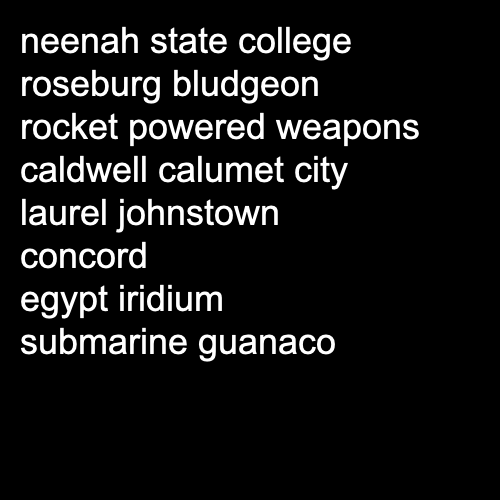 neenah state college
roseburg bludgeon
rocket powered weapons
caldwell calumet city
laurel johnstown
concord
egypt iridium
submarine guanaco